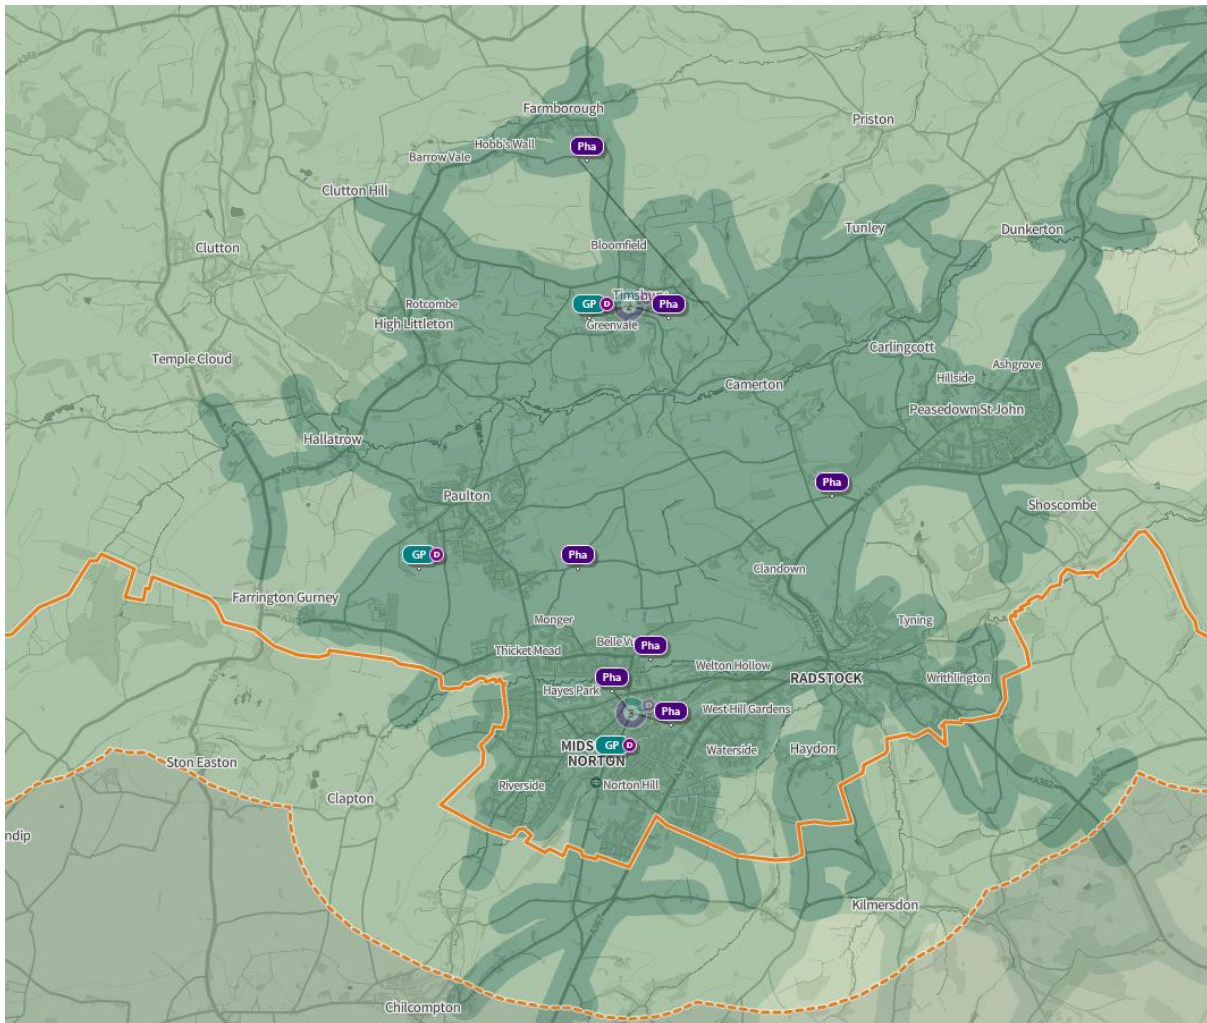 Farmborough
Priston
Hobb's Wall
Pha
Barrow Vale
Clutton Hill
Tunley
Dunkerton
Clutton
Bloomfield
Rotcombe
GP D
Pha
High Littleton
Greenvale
Carlingcott
Temple Cloud
Ashgrove
Camerton
Hillside
Peasedown St John
Hallatrow
Pha
Paulton
Shoscombe
GP D
Pha
Clandown
Farrington Gurney
Monger
Tyning
Belle Vu
Pha
Thicket Mead
Welton Hollow
Pha
RADSTOCK
Writhlington
Hayes Park
D
Pha
West Hill Gardens
MIDS
GP D
NORTON
Waterside
Haydon
Ston Easton
Riverside
Norton Hill
Clapton
ndip
Kilmersdon
Chilcompton